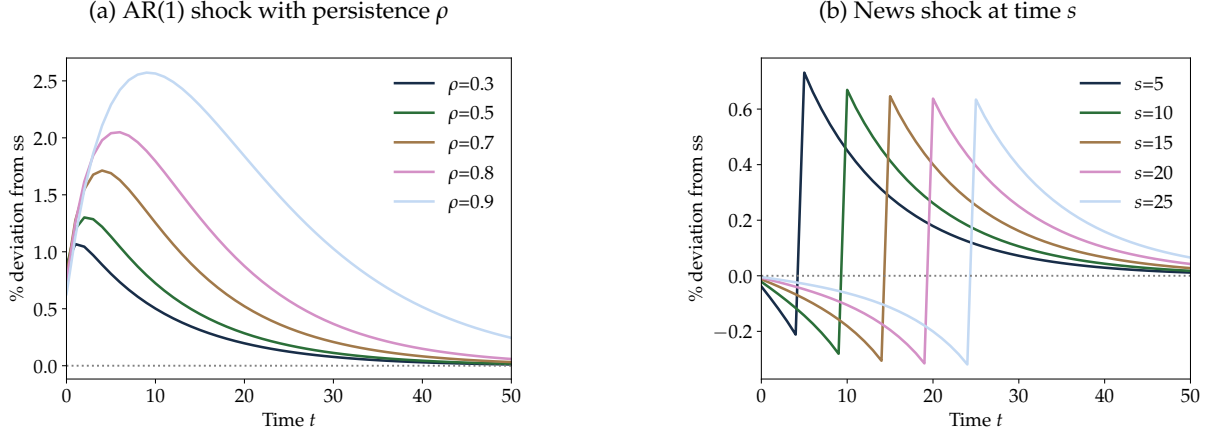 (a) AR(1) shock with persistence ρ
% deviation from ss
2.5
2.0
1.5
1.0
0.5
0.0
ρ=0.3
ρ=0.5
ρ=0.7
ρ=0.8
ρ=0.9
0 10 20 30 40 50
Time t
(b) News shock at time s
% deviation from ss
0.6
0.4
0.2
0.0
−0.2
s=5
s=10
s=15
s=20
s=25
0 10 20 30 40 50
Time t